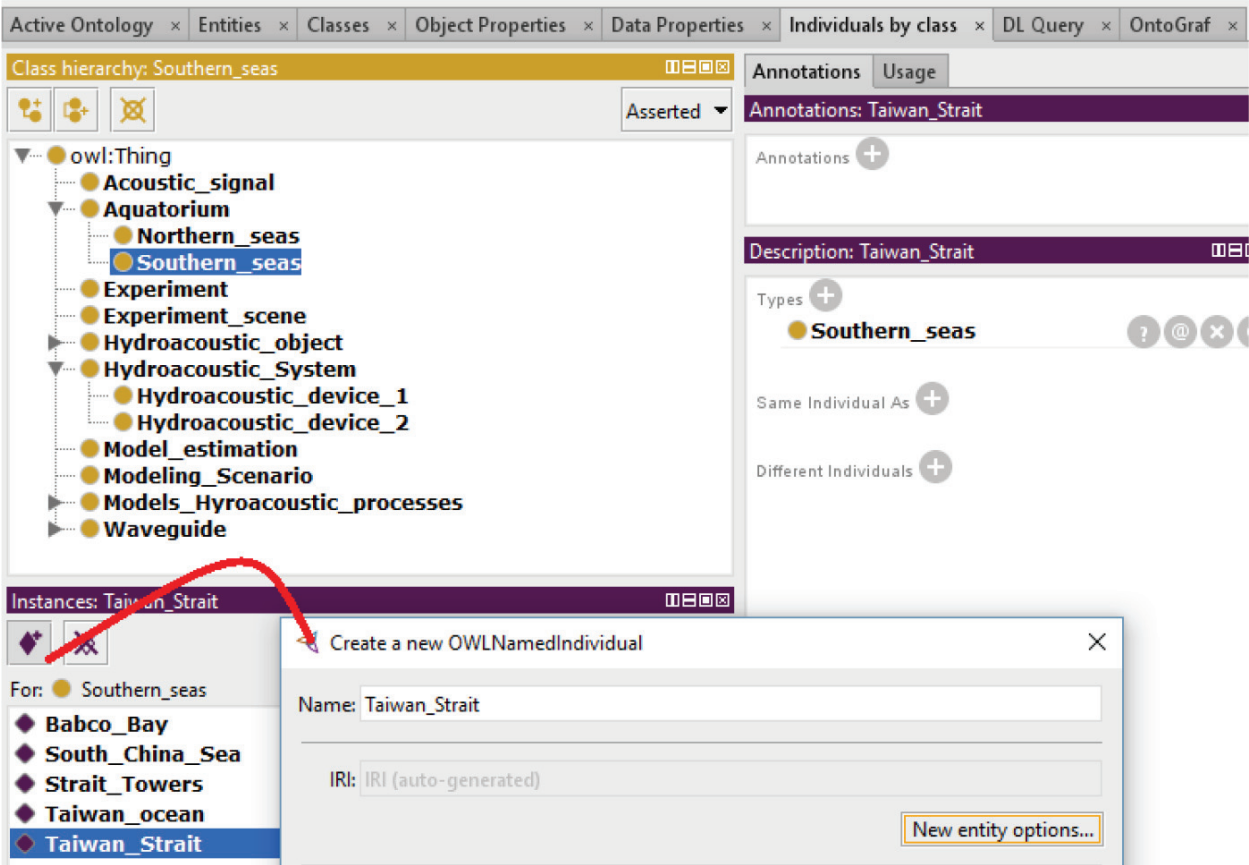 Active Ontology × Entities × Classes × Object Properties × Data Properties × Individuals by class × DL Query × OntoGraf ×
Class hierarchy: Southern_seas
Asserted
owl:Thing
Acoustic_signal
Aquatorium
Northern_seas
Southern_seas
Experiment
Experiment_scene
Hydroacoustic_object
Hydroacoustic_System
Hydroacoustic_device_1
Hydroacoustic_device_2
Model_estimation
Modeling_Scenario
Models_Hyroacoustic_processes
Waveguide
Annotations Usage
Annotations: Taiwan_Strait
Annotations
Description: Taiwan_Strait
Types
Southern_seas
? @
Same Individual As
Different Individuals
Instances: Taiwan_Strait
For: Southern_seas
Babco_Bay
South_China_Sea
Strait_Towers
Taiwan_ocean
Taiwan_Strait
Create a new OWLNamedIndividual
Name: Taiwan_Strait
IRI: IRI (auto-generated)
New entity options...